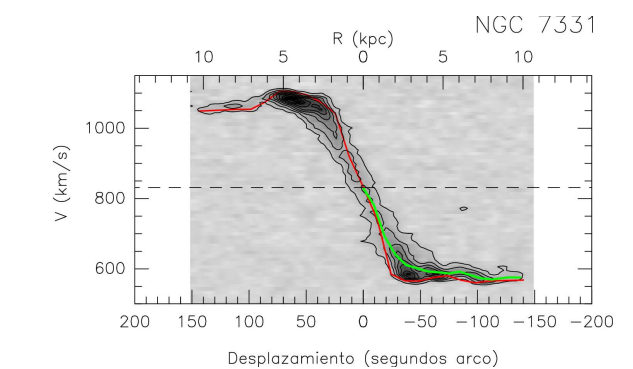 NGC 7331
R (kpc)
10 5 0 5 10
1000
800
600
V (km/s)
200 150 100 50 0 −50 −100 −150 −200
Desplazamiento (segundos arco)